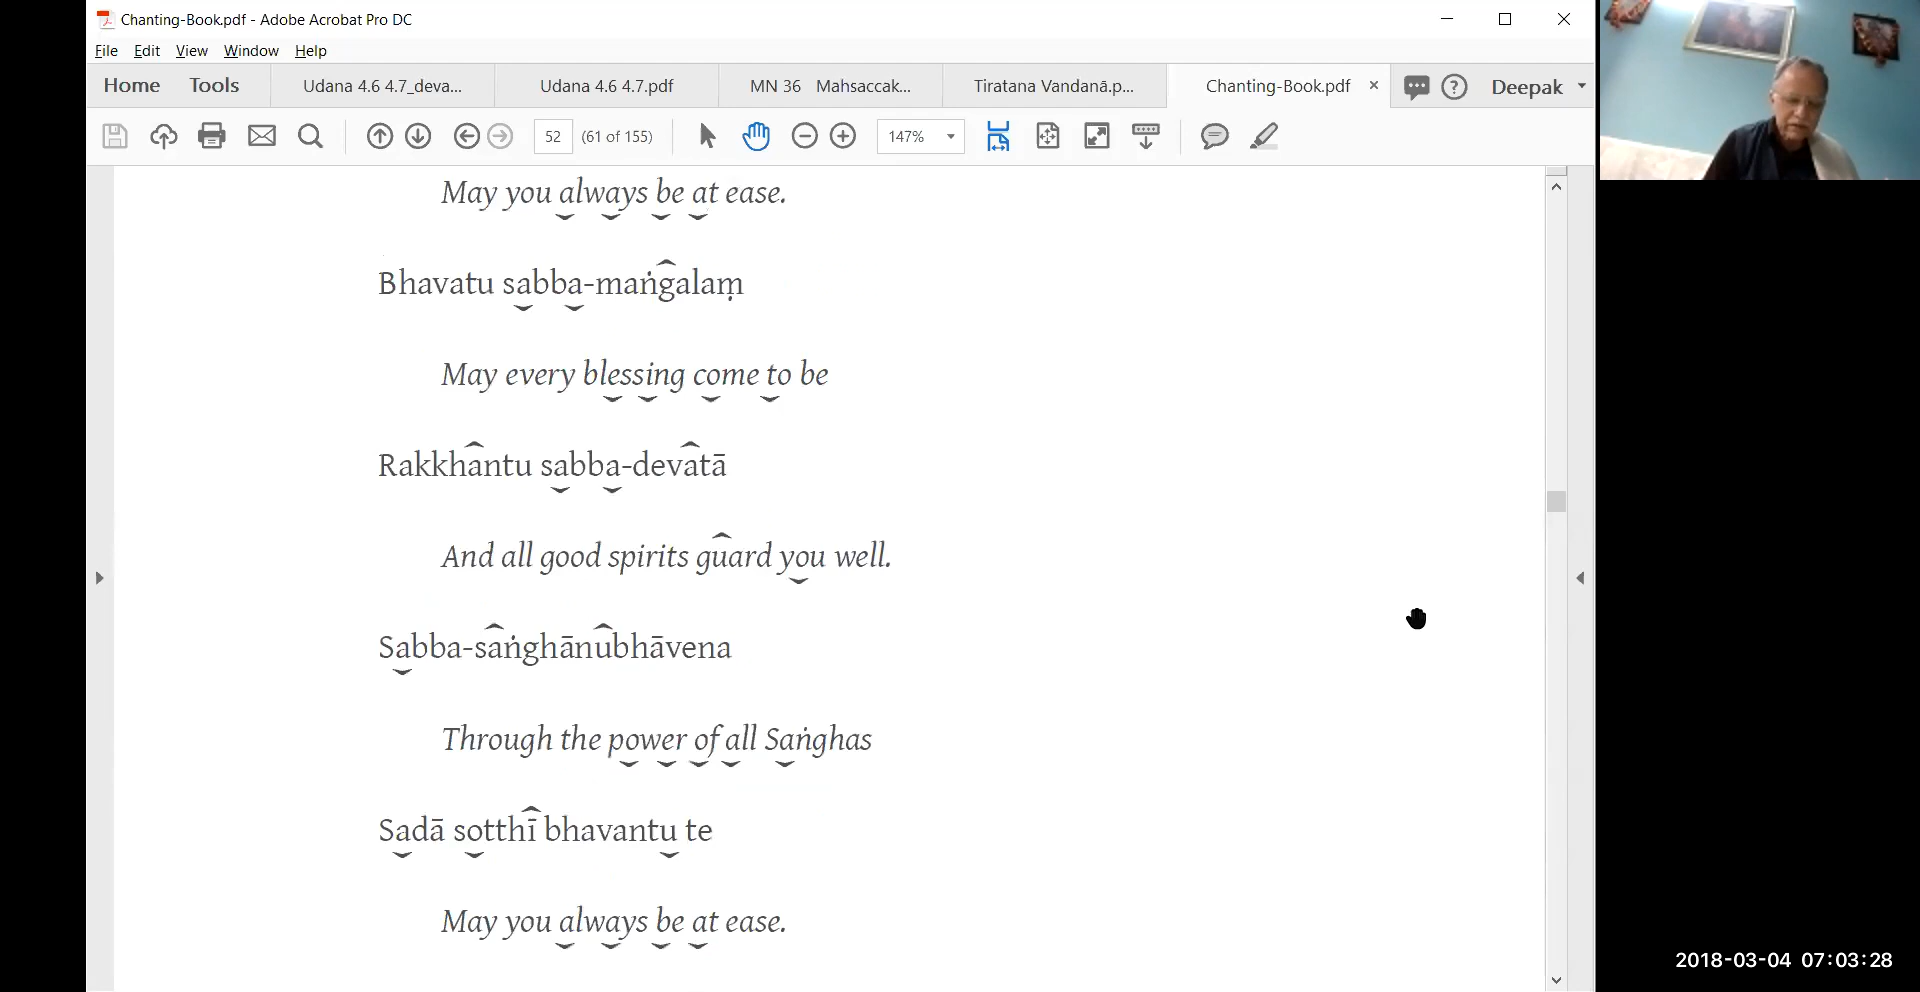 Chanting-Book.pdf - Adobe Acrobat Pro DC
File Edit View Window Help
Home Tools Udana 4.6 4.7_deva... Udana 4.6 4.7.pdf MN 36 Mahsaccak... Tiratana Vandanā.p... Chanting-Book.pdf × Deepak
52 (61 of 155) 147%
May you always be at ease.
Bhavatu sabba-maṅgalaṃ
May every blessing come to be
Rakkhantu sabba-devatā
And all good spirits guard you well.
Sabba-saṅghānubhāvena
Through the power of all Saṅghas
Sadā sotthī bhavantu te
May you always be at ease.
2018-03-04 07:03:28